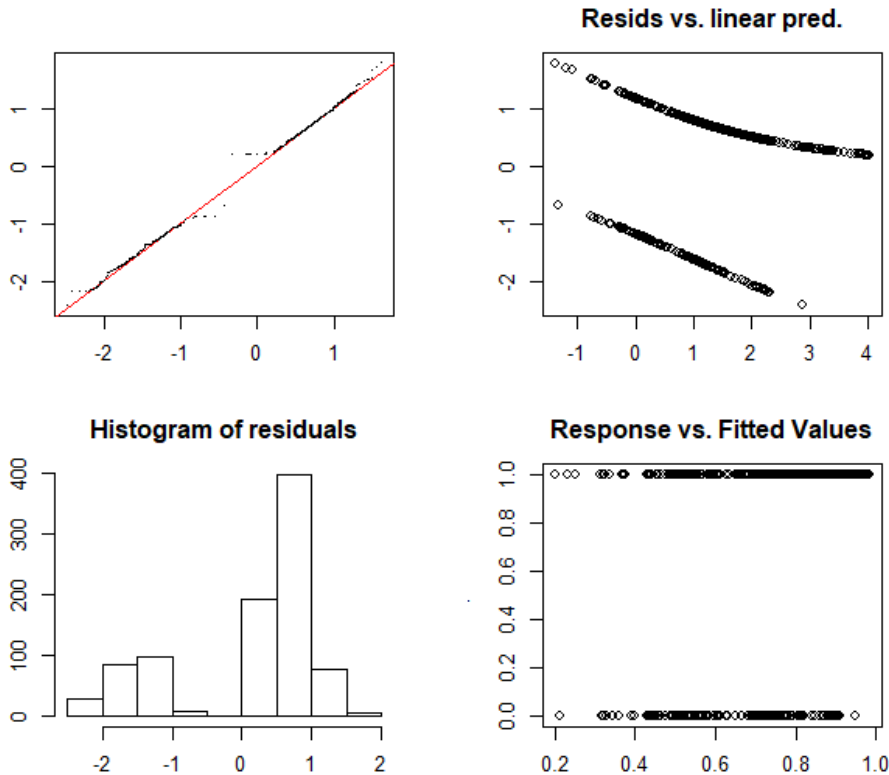 Resids vs. linear pred.
1
0
-1
-2
-2 -1 0 1
1
0
-1
-2
-1 0 1 2 3 4
Histogram of residuals
400
300
200
100
0
-2 -1 0 1 2
Response vs. Fitted Values
1.0
0.8
0.6
0.4
0.2
0.0
0.2 0.4 0.6 0.8 1.0